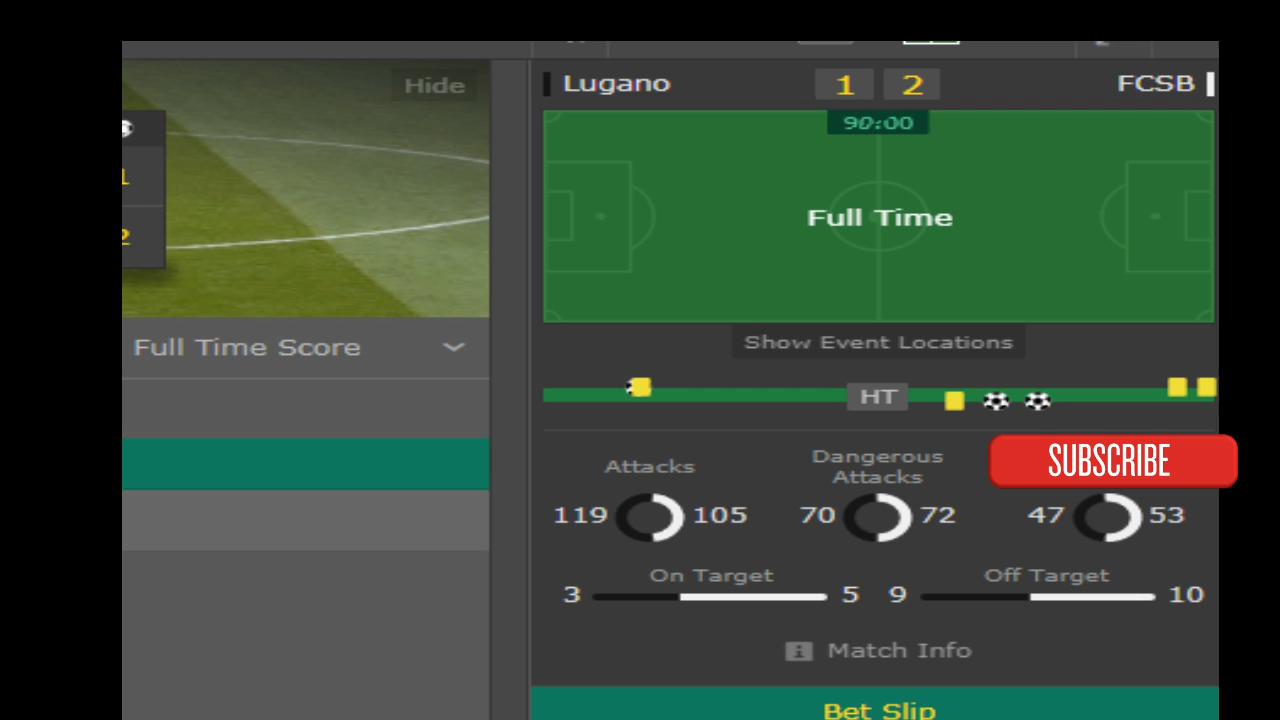 Hide
1
2
Full Time Score
Lugano 1 2 FCSB
90:00
Full Time
Show Event Locations
HT
Attacks
Dangerous
Attacks
SUBSCRIBE
119 105 70 72 47 53
On Target Off Target
3 5 9 10
i Match Info
Bet Slip